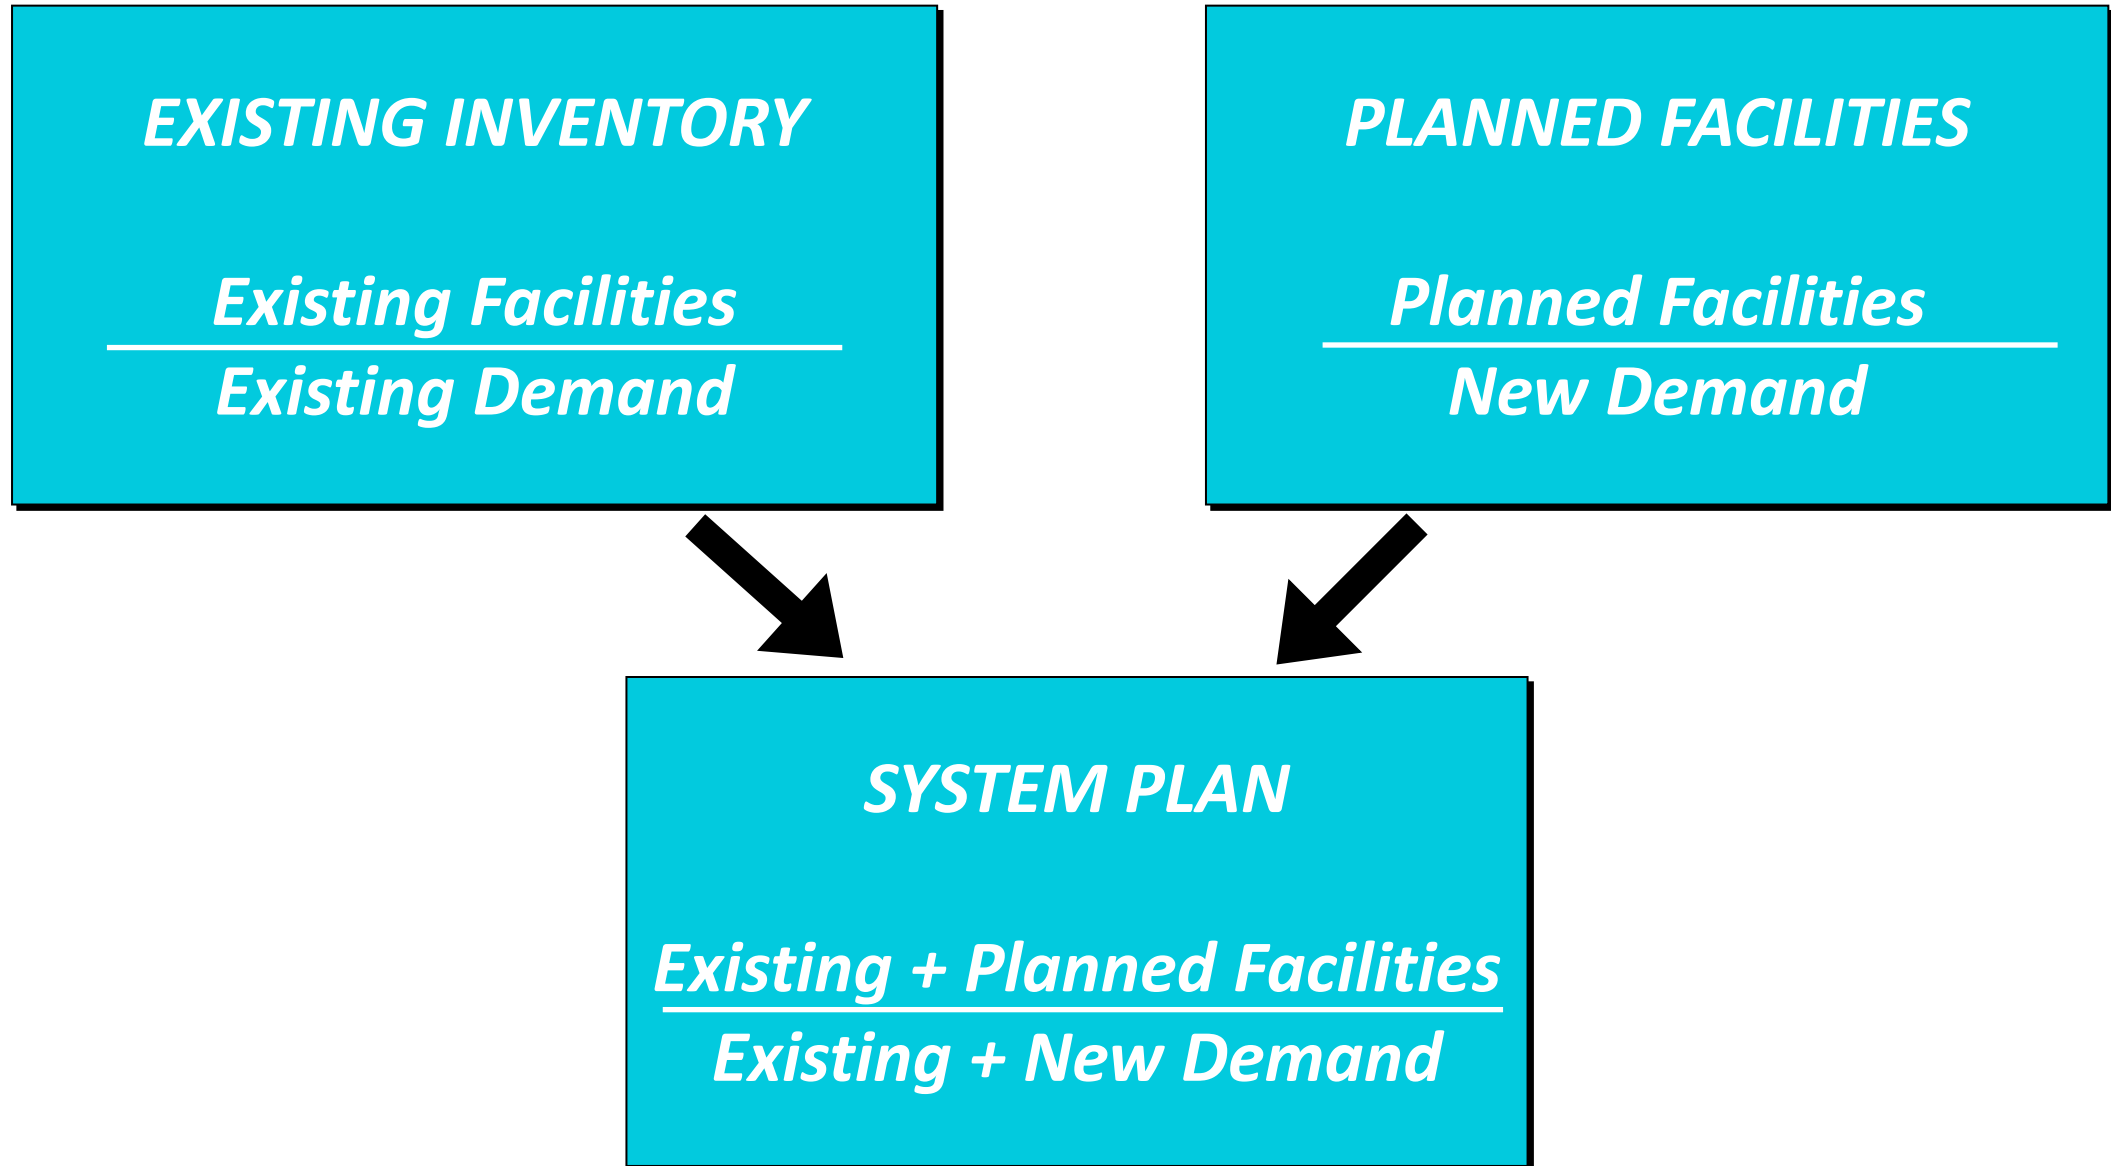 EXISTING INVENTORY
Existing Facilities
Existing Demand
PLANNED FACILITIES
Planned Facilities
New Demand
SYSTEM PLAN
Existing + Planned Facilities
Existing + New Demand